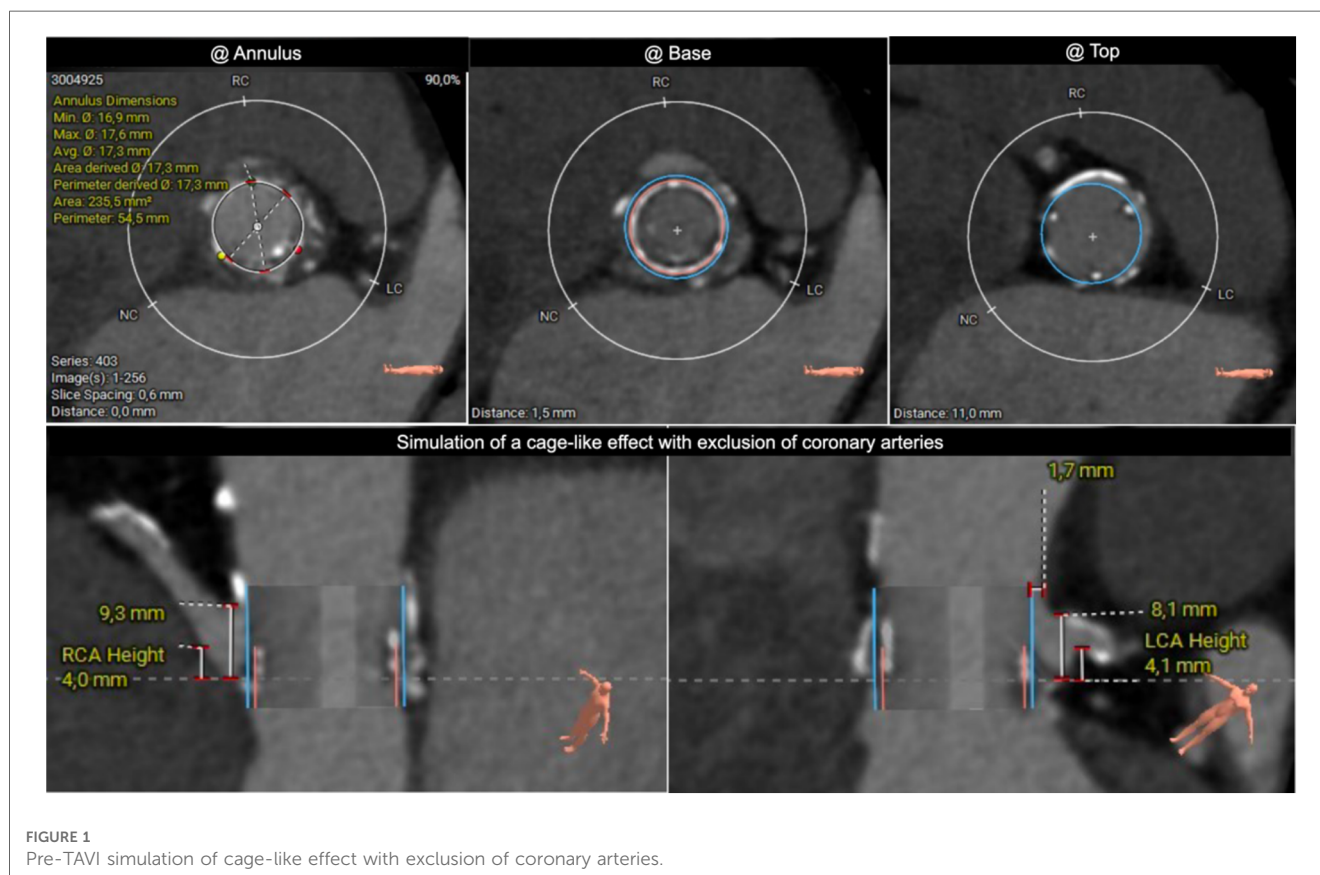 @ Annulus
3004925
RC
90,0%
Annulus Dimensions
Min. Ø: 16,9 mm
Max. Ø: 17,6 mm
Avg. Ø: 17,3 mm
Area derived Ø: 17,3 mm
Perimeter derived Ø: 17,3 mm
Area: 235,5 mm²
Perimeter: 54,5 mm
LC
NC
Series: 403
Image(s): 1-256
Slice Spacing: 0,6 mm
Distance: 0,0 mm
@ Base
RC
LC
NC
Distance: 1,5 mm
@ Top
RC
LC
NC
Distance: 11,0 mm
Simulation of a cage-like effect with exclusion of coronary arteries
9,3 mm
RCA Height
4,0 mm
1,7 mm
8,1 mm
LCA Height
4,1 mm
FIGURE 1
Pre-TAVI simulation of cage-like effect with exclusion of coronary arteries.